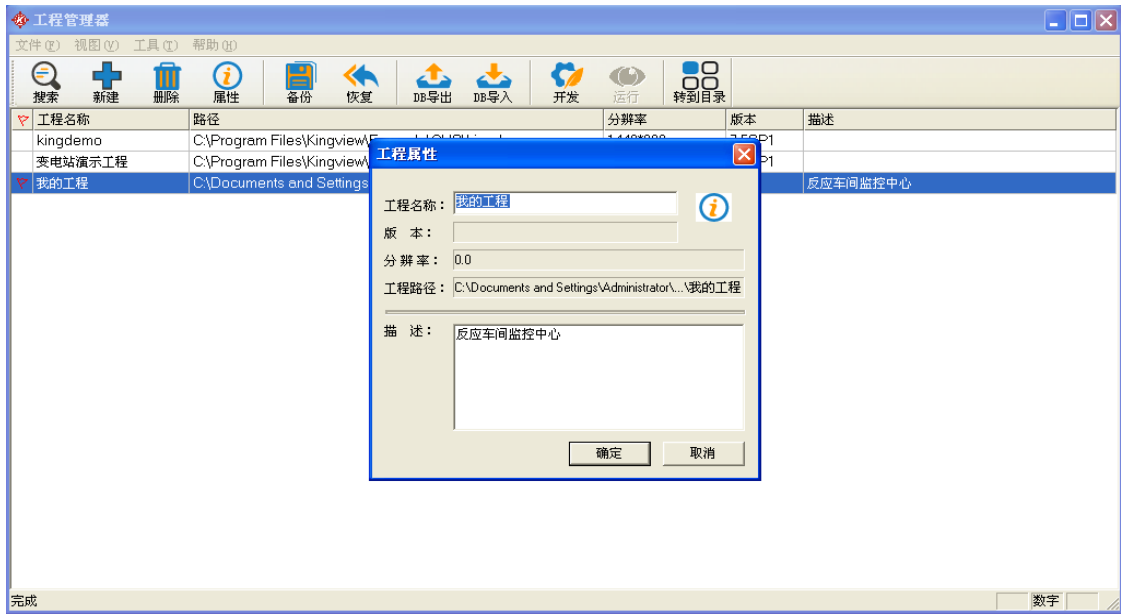 工程管理器
文件(F) 视图(V) 工具(T) 帮助(H)
搜索 新建 删除 属性 备份 恢复 DB导出 DB导入 开发 运行 转到目录
工程名称 路径 分辨率 版本 描述
kingdemo C:\Program Files\Kingview\
变电站演示工程 C:\Program Files\Kingview\
我的工程 C:\Documents and Settings 反应车间监控中心
工程属性
工程名称: 我的工程
版 本:
分 辨 率: 0.0
工程路径: C:\Documents and Settings\Administrator\...\我的工程
描 述: 反应车间监控中心
确定 取消
完成 数字